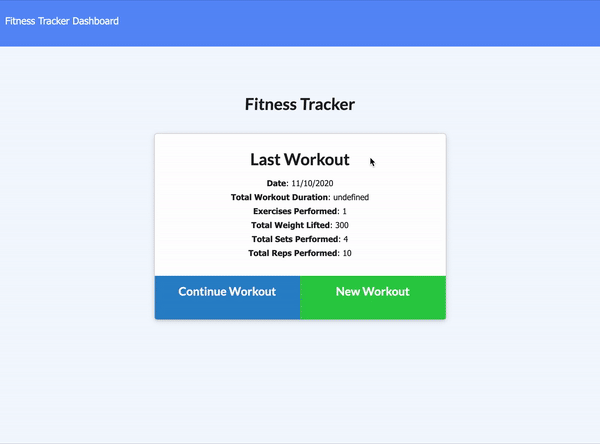 Fitness Tracker Dashboard
Fitness Tracker
Last Workout
Date: 11/10/2020
Total Workout Duration: undefined
Exercises Performed: 1
Total Weight Lifted: 300
Total Sets Performed: 4
Total Reps Performed: 10
Continue Workout
New Workout